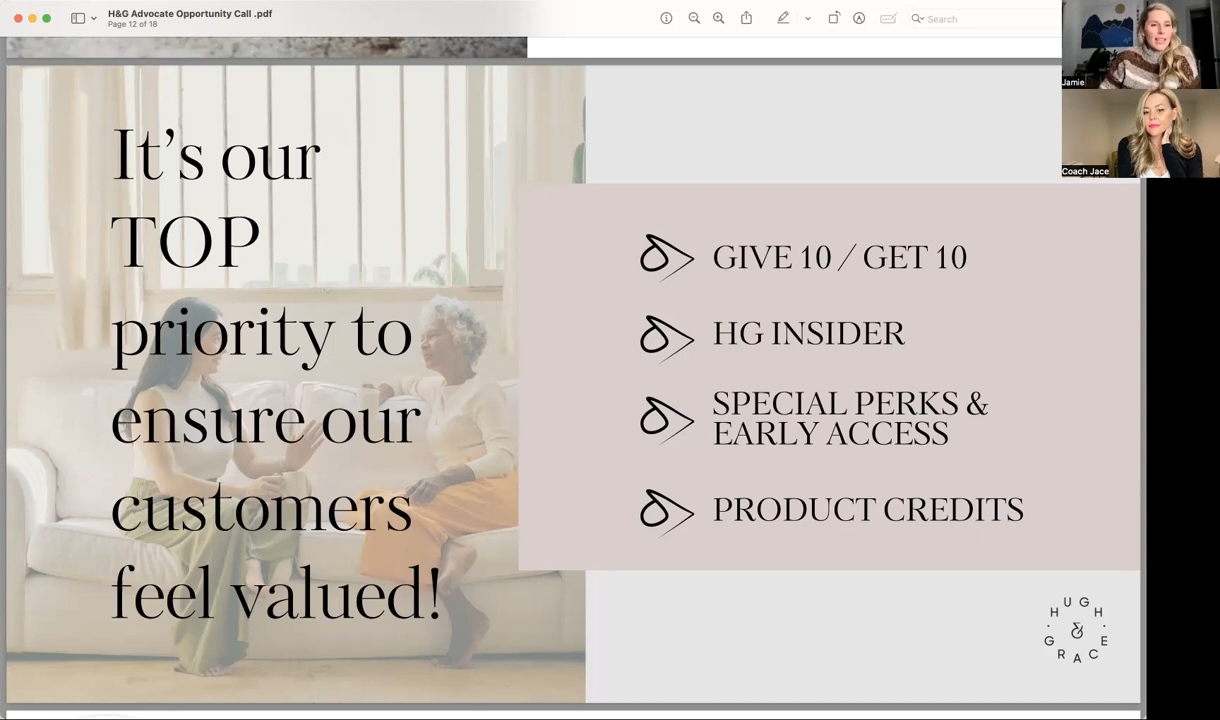 H&G Advocate Opportunity Call .pdf
Page 12 of 18
Search
Jamie
Coach Jace
It's our
TOP
priority to
ensure our
customers
feel valued!
GIVE 10 / GET 10
HG INSIDER
SPECIAL PERKS &
EARLY ACCESS
PRODUCT CREDITS
HUGH
&
GRACE